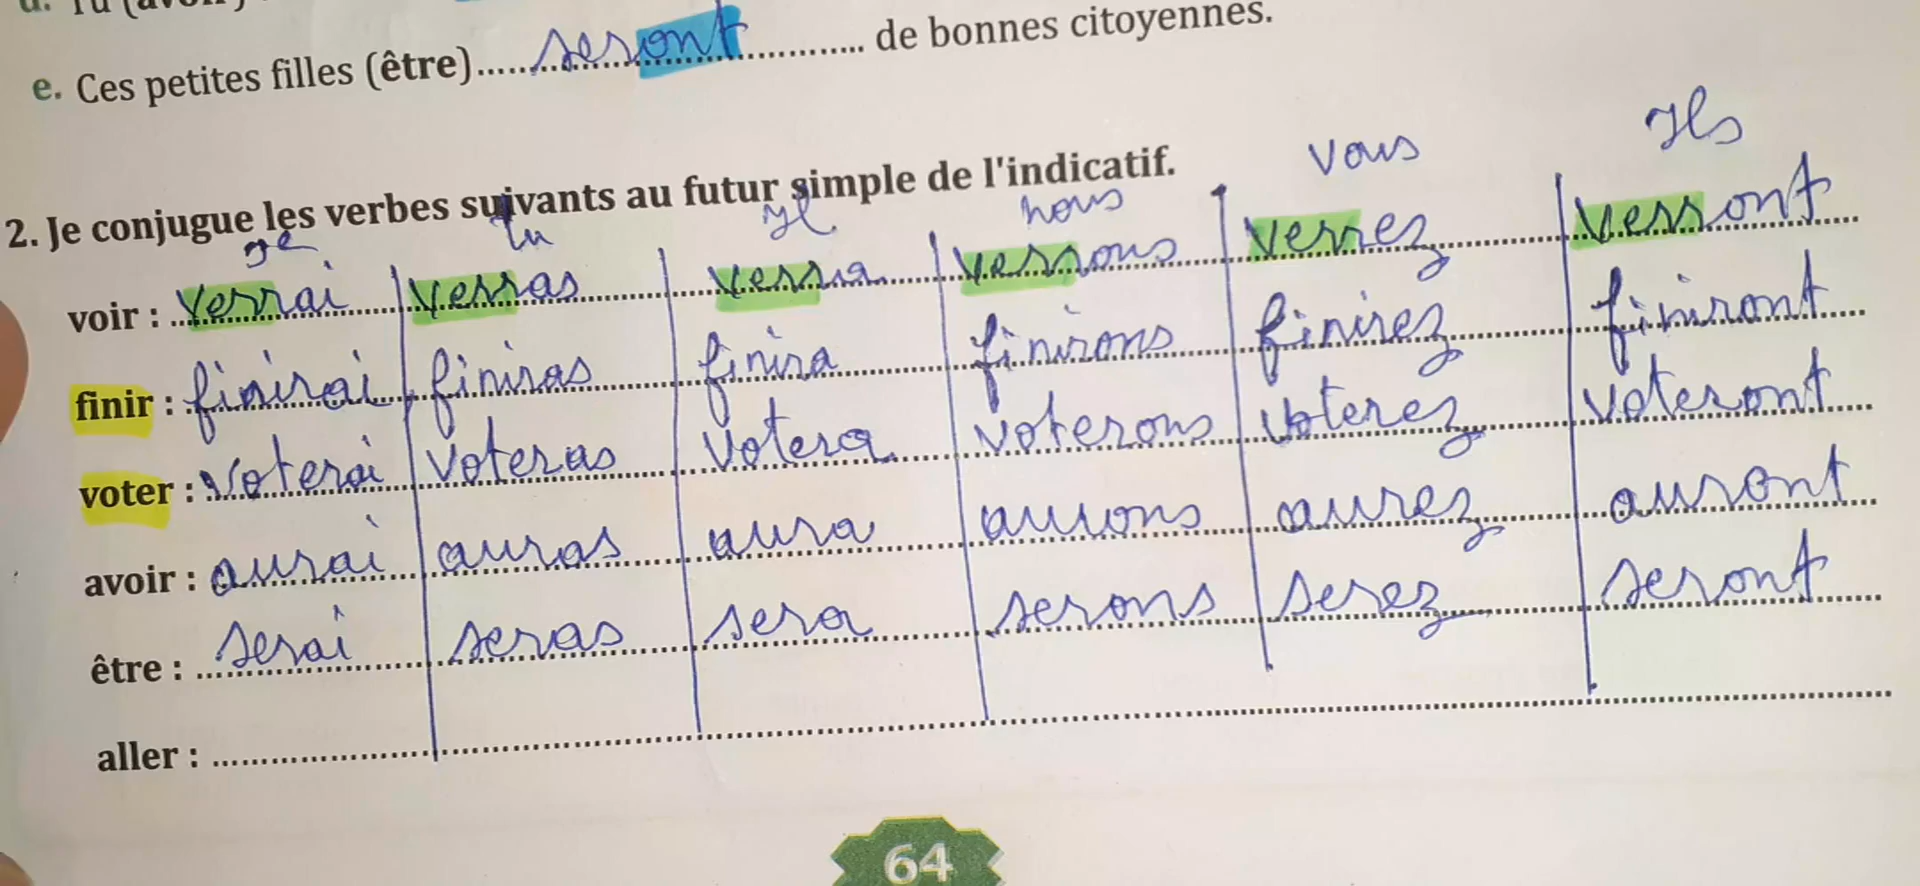 e. Ces petites filles (être) seront de bonnes citoyennes.
2. Je conjugue les verbes suivants au futur simple de l'indicatif.
je tu Il nous vous Ils
voir : verrai verras verra verrons verrez verront
finir : finirai finiras finira finirons finirez finiront
voter : voterai voteras votera voterons voterez voteront
avoir : aurai auras aura aurons aurez auront
être : serai seras sera serons serez seront
aller :
64